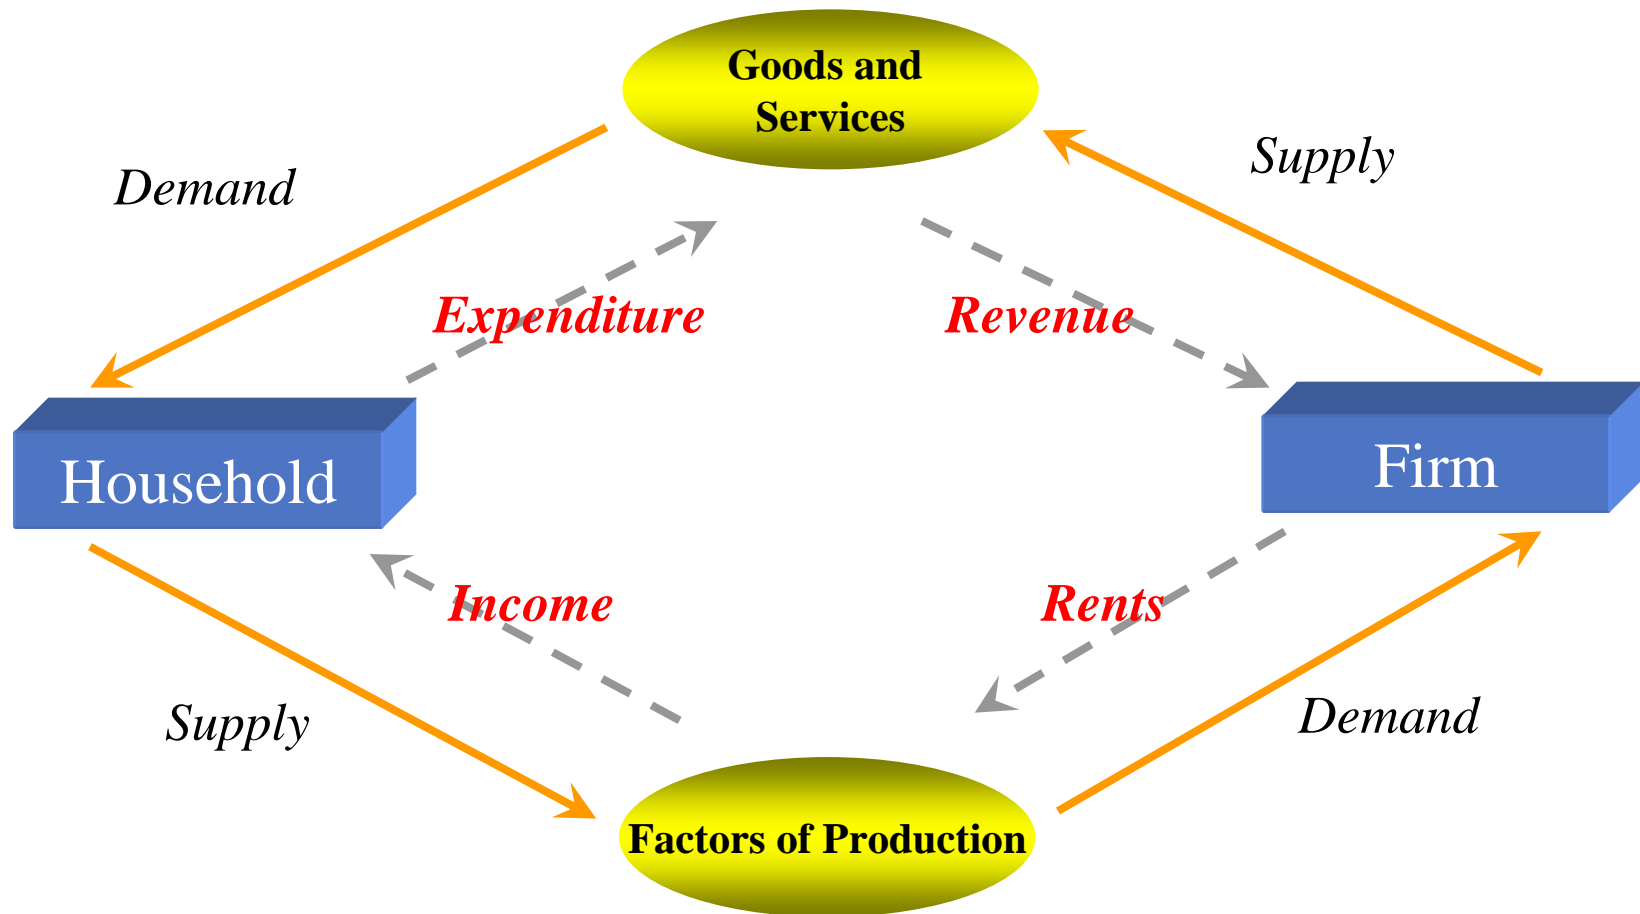 Goods and
Services
Demand
Supply
Expenditure
Revenue
Household
Firm
Income
Rents
Supply
Demand
Factors of Production